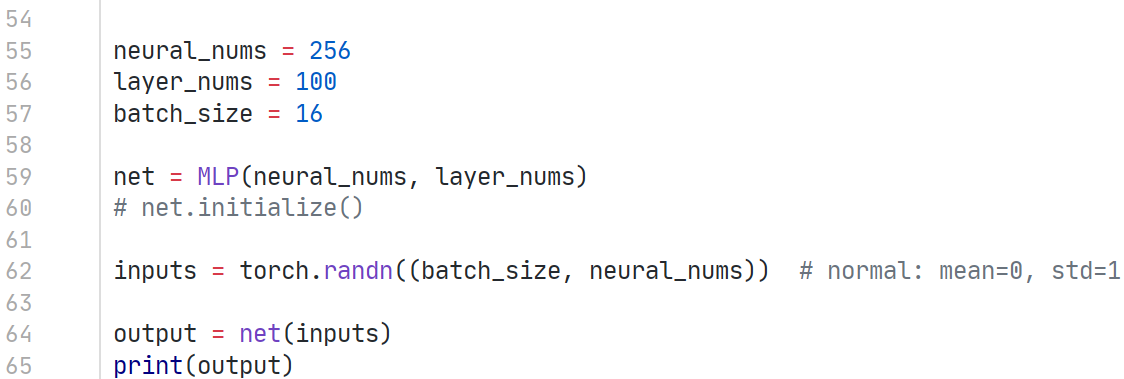 54
55 neural_nums = 256
56 layer_nums = 100
57 batch_size = 16
58
59 net = MLP(neural_nums, layer_nums)
60 # net.initialize()
61
62 inputs = torch.randn((batch_size, neural_nums))  # normal: mean=0, std=1
63
64 output = net(inputs)
65 print(output)